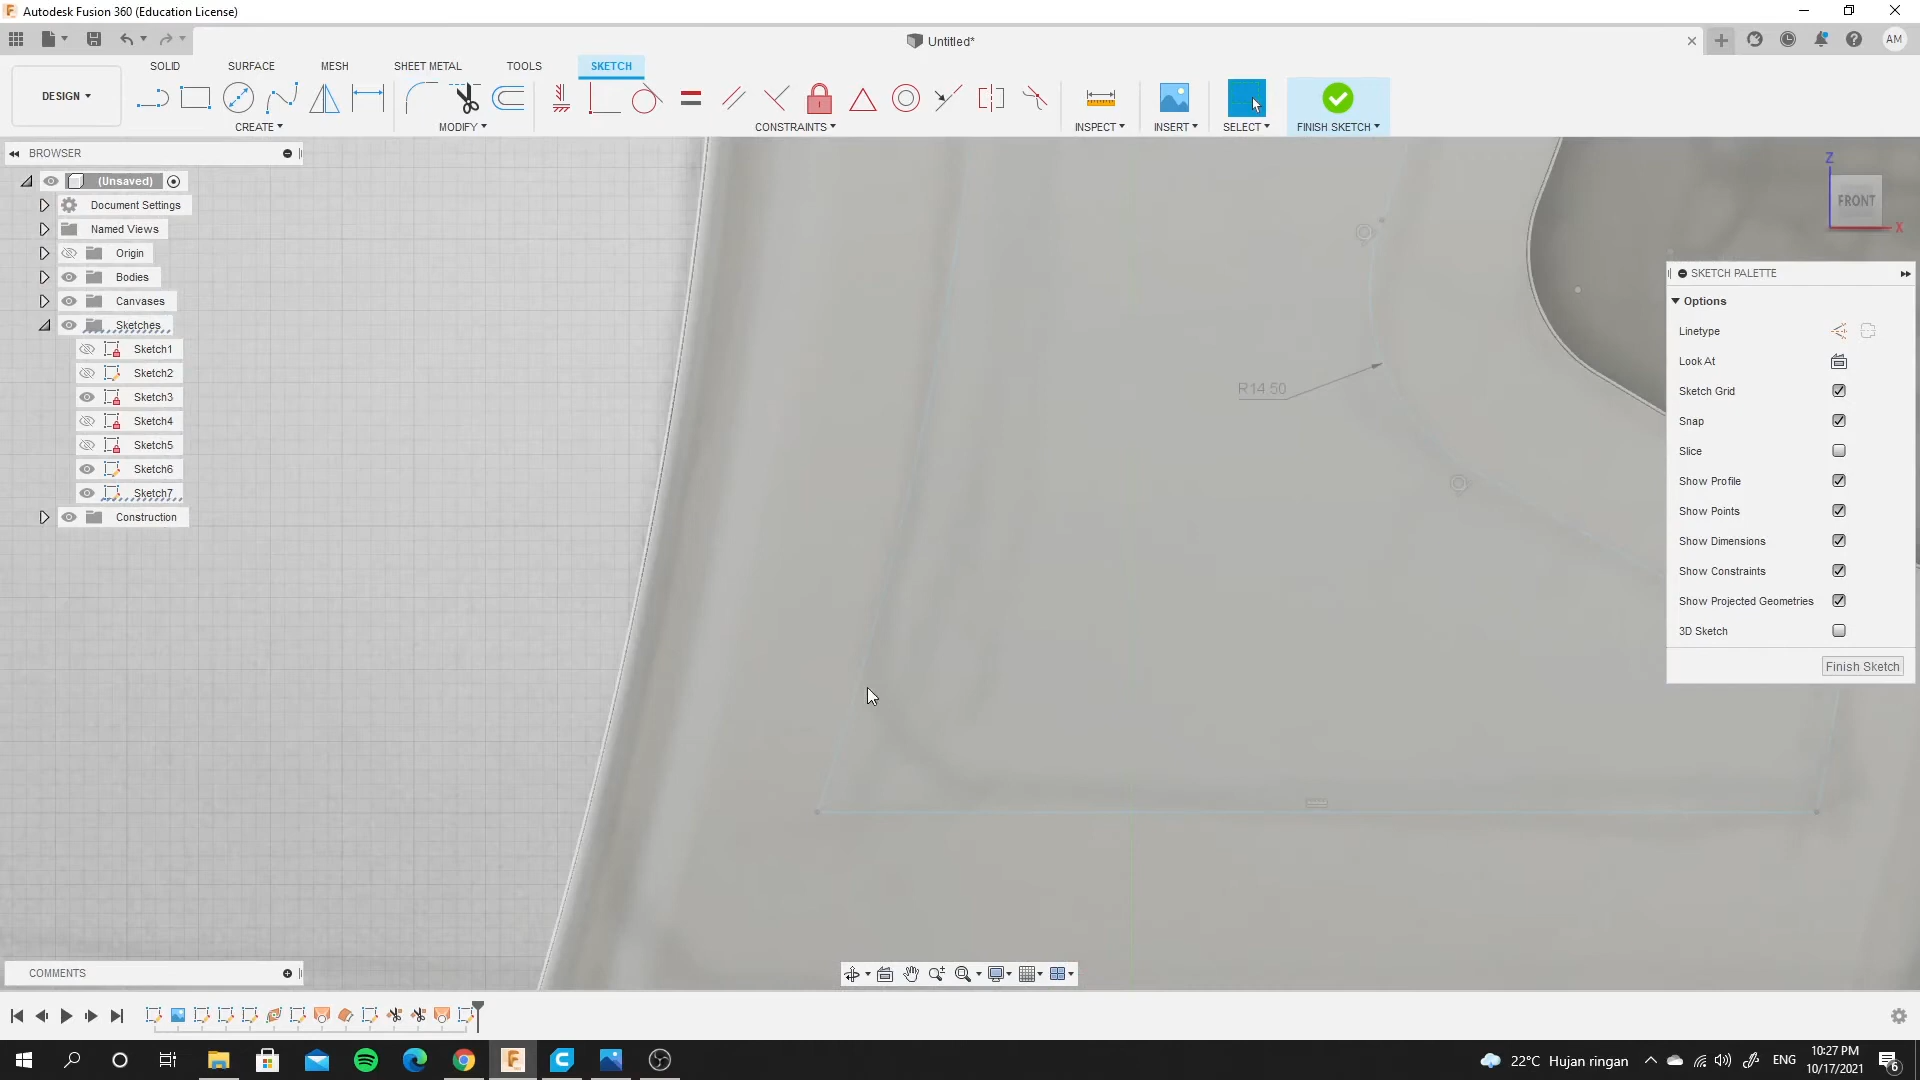 Autodesk Fusion 360 (Education License)
Untitled*
AM
DESIGN
SOLID
SURFACE
MESH
SHEET METAL
TOOLS
SKETCH
CREATE
MODIFY
CONSTRAINTS
INSPECT
INSERT
SELECT
FINISH SKETCH
BROWSER
(Unsaved)
Document Settings
Named Views
Origin
Bodies
Canvases
Sketches
Sketch1
Sketch2
Sketch3
Sketch4
Sketch5
Sketch6
Sketch7
Construction
R14.50
Z
FRONT
X
SKETCH PALETTE
Options
Linetype
Look At
Sketch Grid
Snap
Slice
Show Profile
Show Points
Show Dimensions
Show Constraints
Show Projected Geometries
3D Sketch
Finish Sketch
COMMENTS
22°C Hujan ringan
ENG
10:27 PM
10/17/2021
6